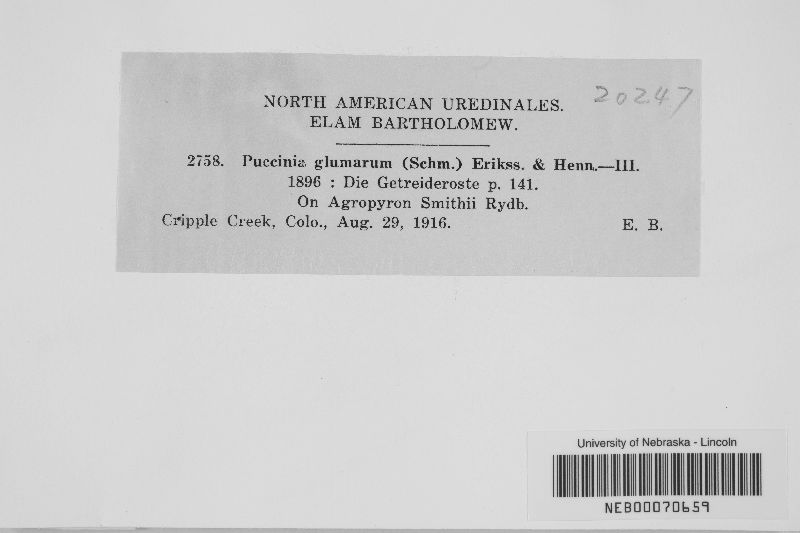 NORTH AMERICAN UREDINALES.
20247
ELAM BARTHOLOMEW.
2758. Puccinia glumarum (Schm.) Erikss. & Henn.—III.
1896 : Die Getreideroste p. 141.
On Agropyron Smithii Rydb.
Cripple Creek, Colo., Aug. 29, 1916. E. B.
University of Nebraska - Lincoln
NEB00070659